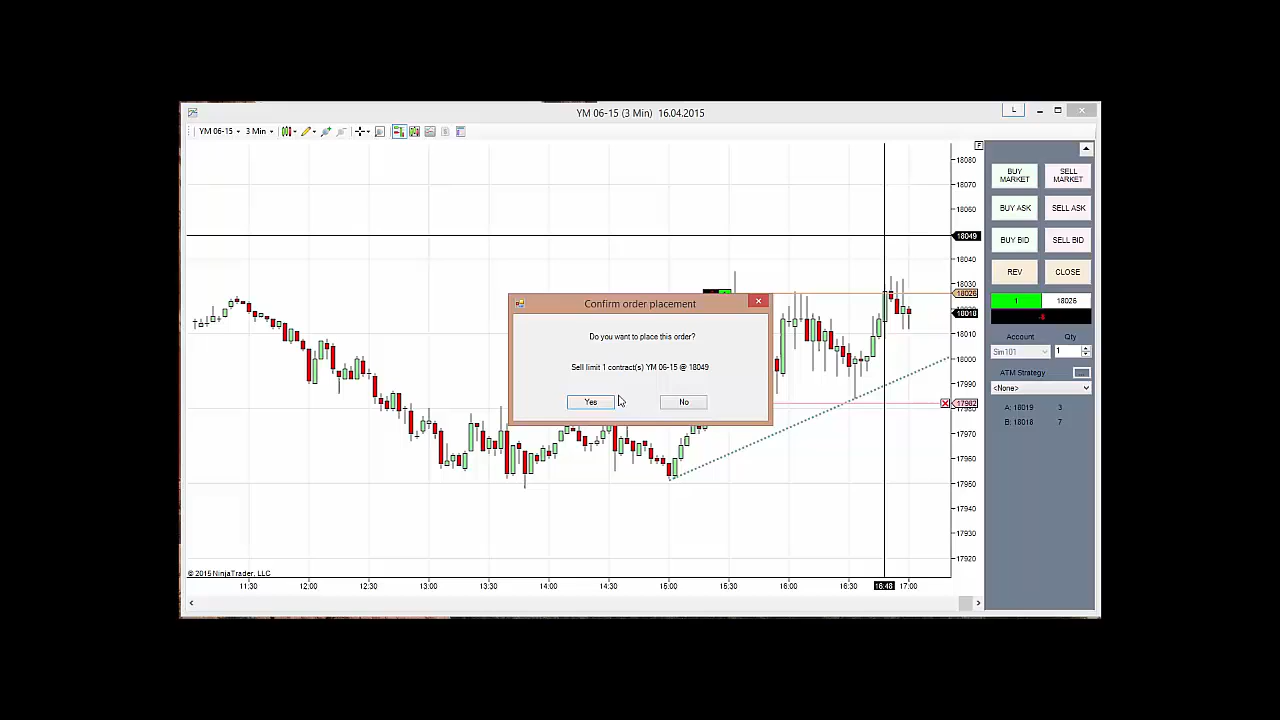 YM 06-15 (3 Min) 16.04.2015
L
YM 06-15 3 Min
F
18080
18070
18060
18049
18040
18030
18026
18018
18010
18000
17990
17982
17970
17960
17950
17940
17930
17920
11:30 12:00 12:30 13:00 13:30 14:00 14:30 15:00 15:30 16:00 16:30 16:48 17:00
© 2015 NinjaTrader, LLC
Confirm order placement
Do you want to place this order?
Sell limit 1 contract(s) YM 06-15 @ 18049
Yes No
BUY MARKET
SELL MARKET
BUY ASK SELL ASK
BUY BID SELL BID
REV CLOSE
1 18026
Account Qty
Sim101 1
ATM Strategy
<None>
A: 18019 3
B: 18018 7